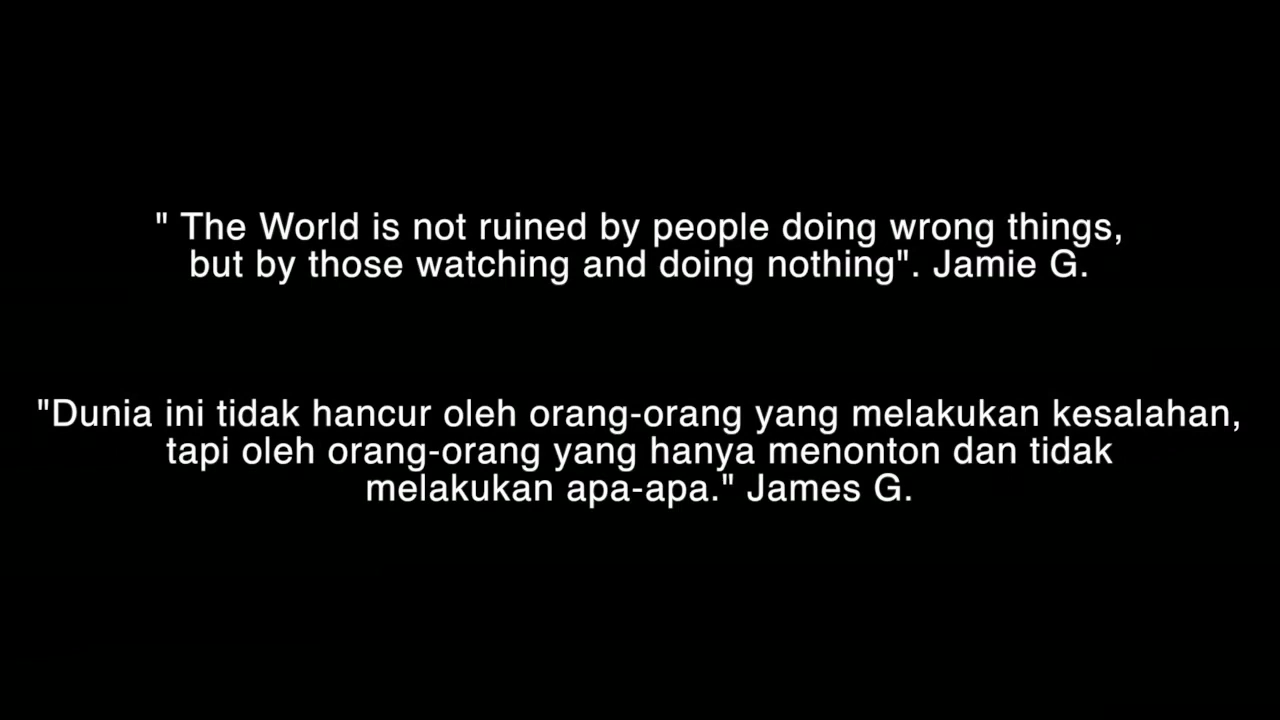 " The World is not ruined by people doing wrong things,
but by those watching and doing nothing". Jamie G.
"Dunia ini tidak hancur oleh orang-orang yang melakukan kesalahan,
tapi oleh orang-orang yang hanya menonton dan tidak
melakukan apa-apa." James G.